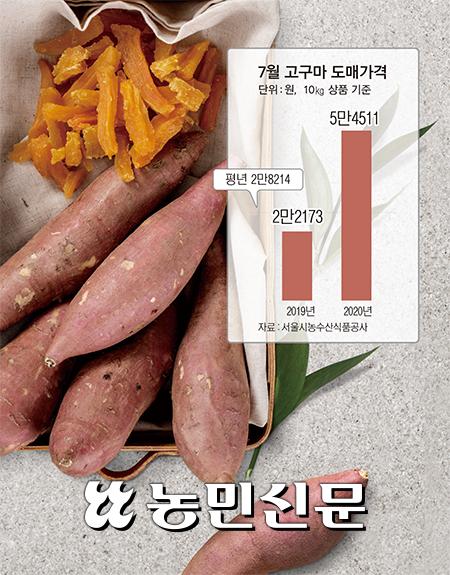 7월 고구마 도매가격
단위:원, 10㎏ 상품 기준
5만4511
평년 2만8214
2만2173
2019년 2020년
자료 : 서울시농수산식품공사
농민신문